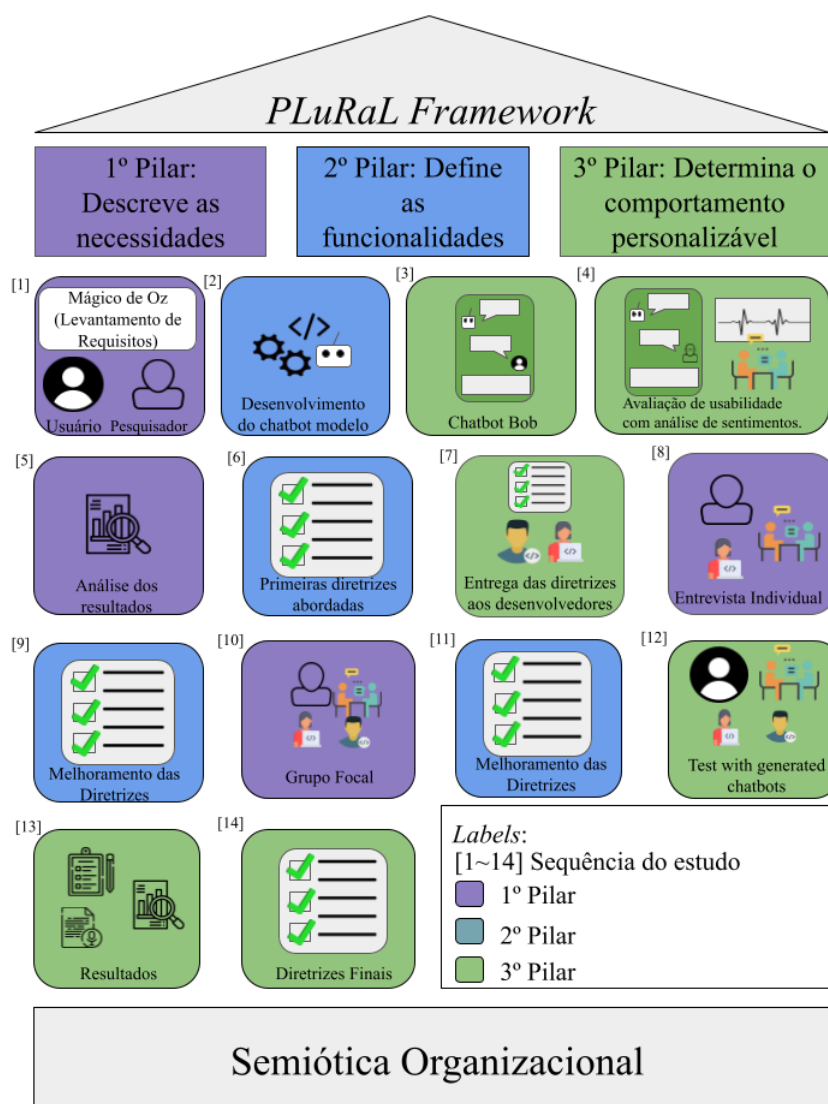 PLuRaL Framework
1º Pilar:
Descreve as
necessidades
2º Pilar: Define
as
funcionalidades
3º Pilar: Determina o
comportamento
personalizável
[1]
Mágico de Oz
(Levantamento de
Requisitos)
Usuário
Pesquisador
[2]
</>
Desenvolvimento
do chatbot modelo
[3]
Chatbot Bob
[4]
Avaliação de usabilidade
com análise de sentimentos.
[5]
Análise dos
resultados
[6]
Primeiras diretrizes
abordadas
[7]
Entrega das diretrizes
aos desenvolvedores
[8]
Entrevista Individual
[9]
Melhoramento das
Diretrizes
[10]
Grupo Focal
[11]
Melhoramento das
Diretrizes
[12]
Test with generated
chatbots
[13]
Resultados
[14]
Diretrizes Finais
Labels:
[1~14] Sequência do estudo
1º Pilar
2º Pilar
3º Pilar
Semiótica Organizacional